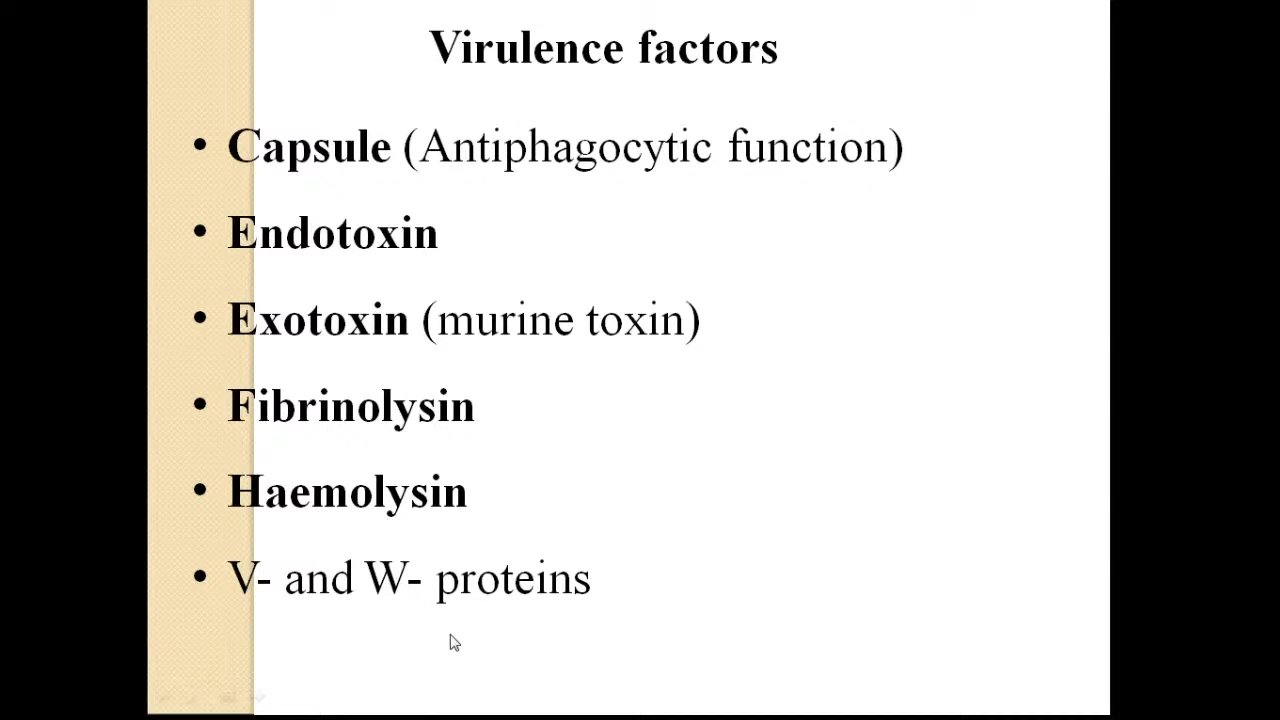 Virulence factors
• Capsule (Antiphagocytic function)
• Endotoxin
• Exotoxin (murine toxin)
• Fibrinolysin
• Haemolysin
• V- and W- proteins